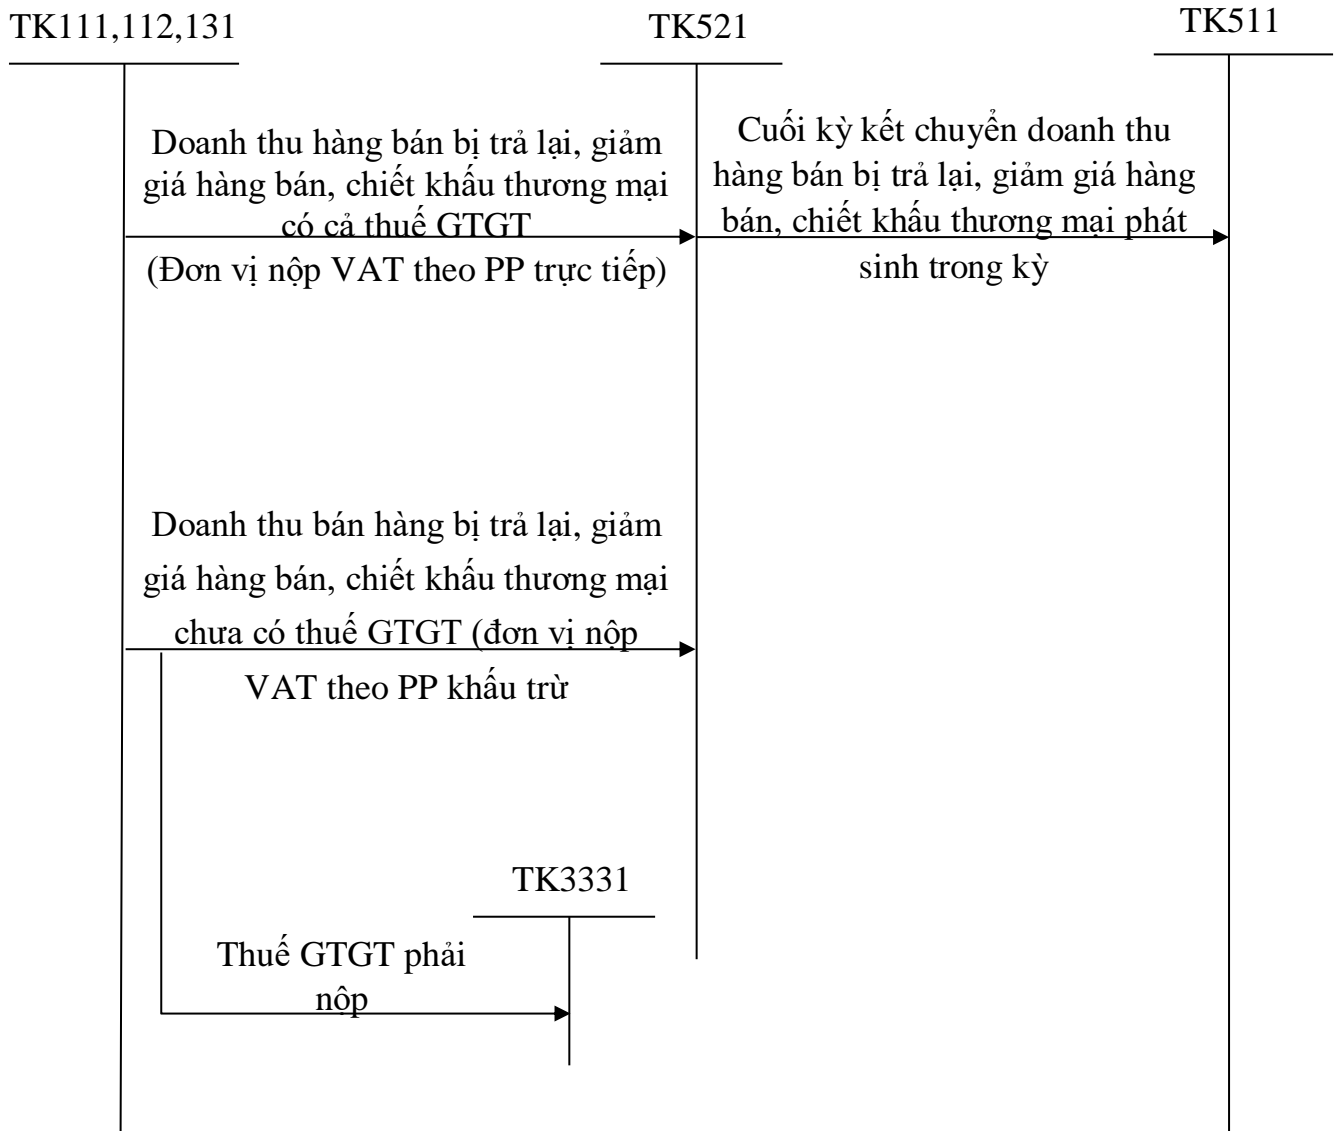 TK111,112,131
TK521
TK511
Doanh thu hàng bán bị trả lại, giảm
giá hàng bán, chiết khấu thương mại
có cả thuế GTGT
(Đơn vị nộp VAT theo PP trực tiếp)
Cuối kỳ kết chuyển doanh thu
hàng bán bị trả lại, giảm giá hàng
bán, chiết khấu thương mại phát
sinh trong kỳ
Doanh thu bán hàng bị trả lại, giảm
giá hàng bán, chiết khấu thương mại
chưa có thuế GTGT (đơn vị nộp
VAT theo PP khấu trừ
TK3331
Thuế GTGT phải
nộp